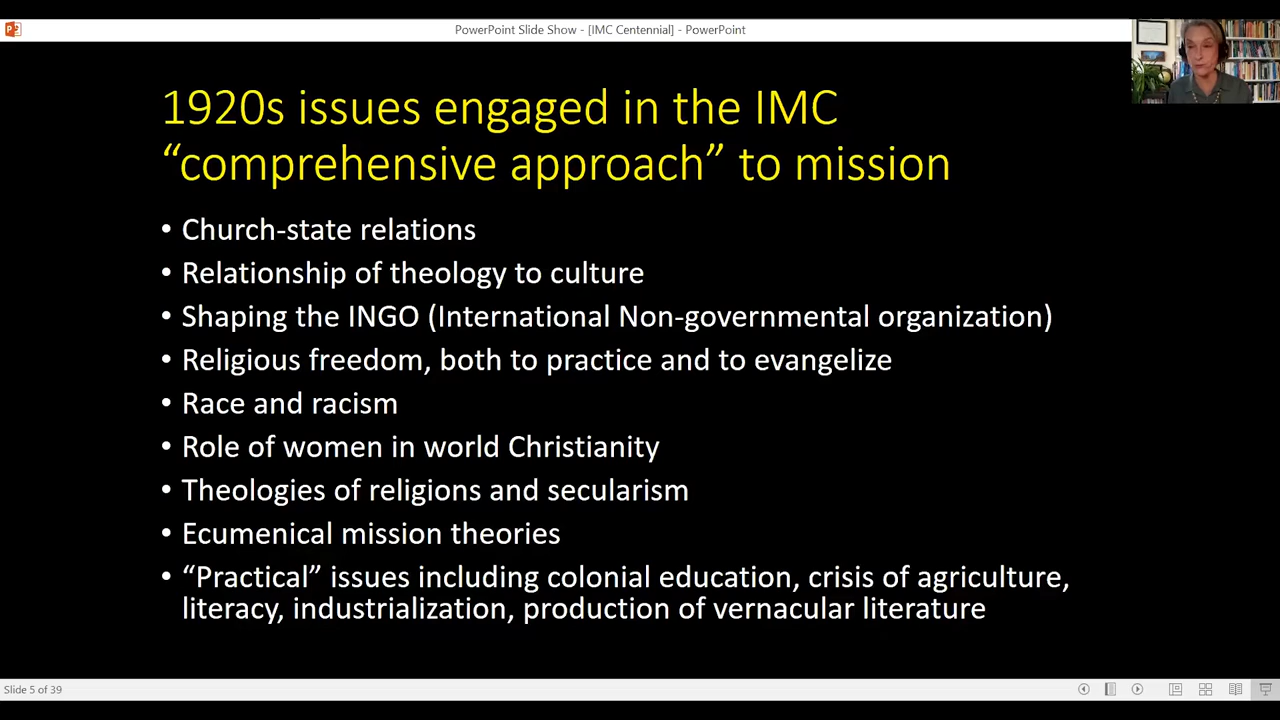 PowerPoint Slide Show - [IMC Centennial] - PowerPoint
1920s issues engaged in the IMC
“comprehensive approach” to mission
• Church-state relations
• Relationship of theology to culture
• Shaping the INGO (International Non-governmental organization)
• Religious freedom, both to practice and to evangelize
• Race and racism
• Role of women in world Christianity
• Theologies of religions and secularism
• Ecumenical mission theories
• “Practical” issues including colonial education, crisis of agriculture,
literacy, industrialization, production of vernacular literature
Slide 5 of 39